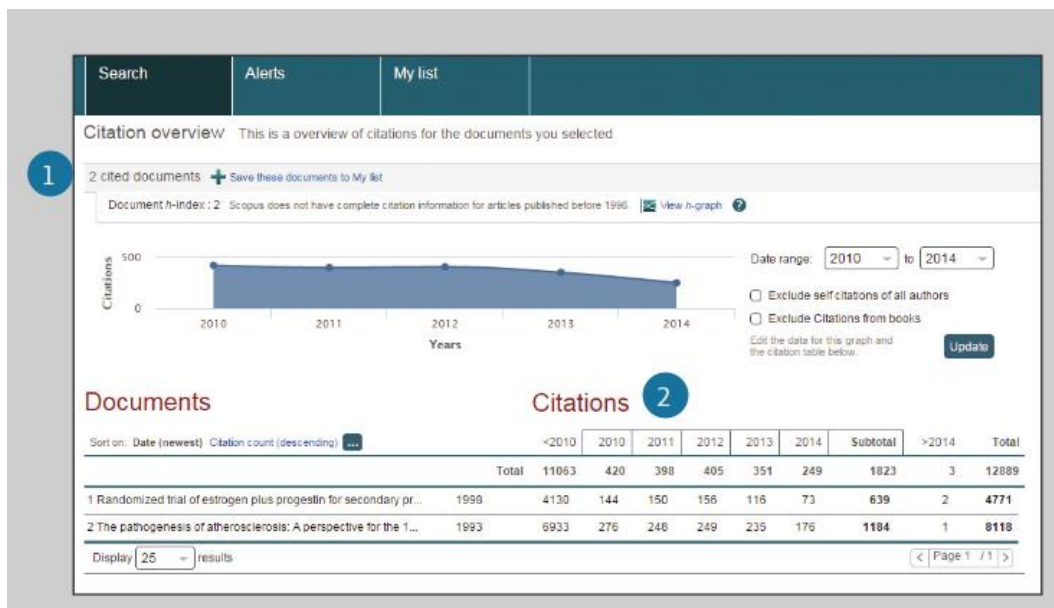 Search Alerts My list
Citation overview This is a overview of citations for the documents you selected
1
2 cited documents Save these documents to My list
Document h-index : 2 Scopus does not have complete citation information for articles published before 1996. View h-graph ?
500
Citations
0
2010 2011 2012 2013 2014
Years
Date range: 2010 to 2014
Exclude self citations of all authors
Exclude Citations from books
Edit the data for this graph and
the citation table below.
Update
Documents Citations 2
Sort on: Date (newest) Citation count (descending) ...
<2010 2010 2011 2012 2013 2014 Subtotal >2014 Total
Total 11063 420 398 405 351 249 1823 3 12889
1 Randomized trial of estrogen plus progestin for secondary pr... 1998 4130 144 150 156 116 73 639 2 4771
2 The pathogenesis of atherosclerosis: A perspective for the 1... 1993 6933 276 248 249 235 176 1184 1 8118
Display 25 results < Page 1 / 1 >